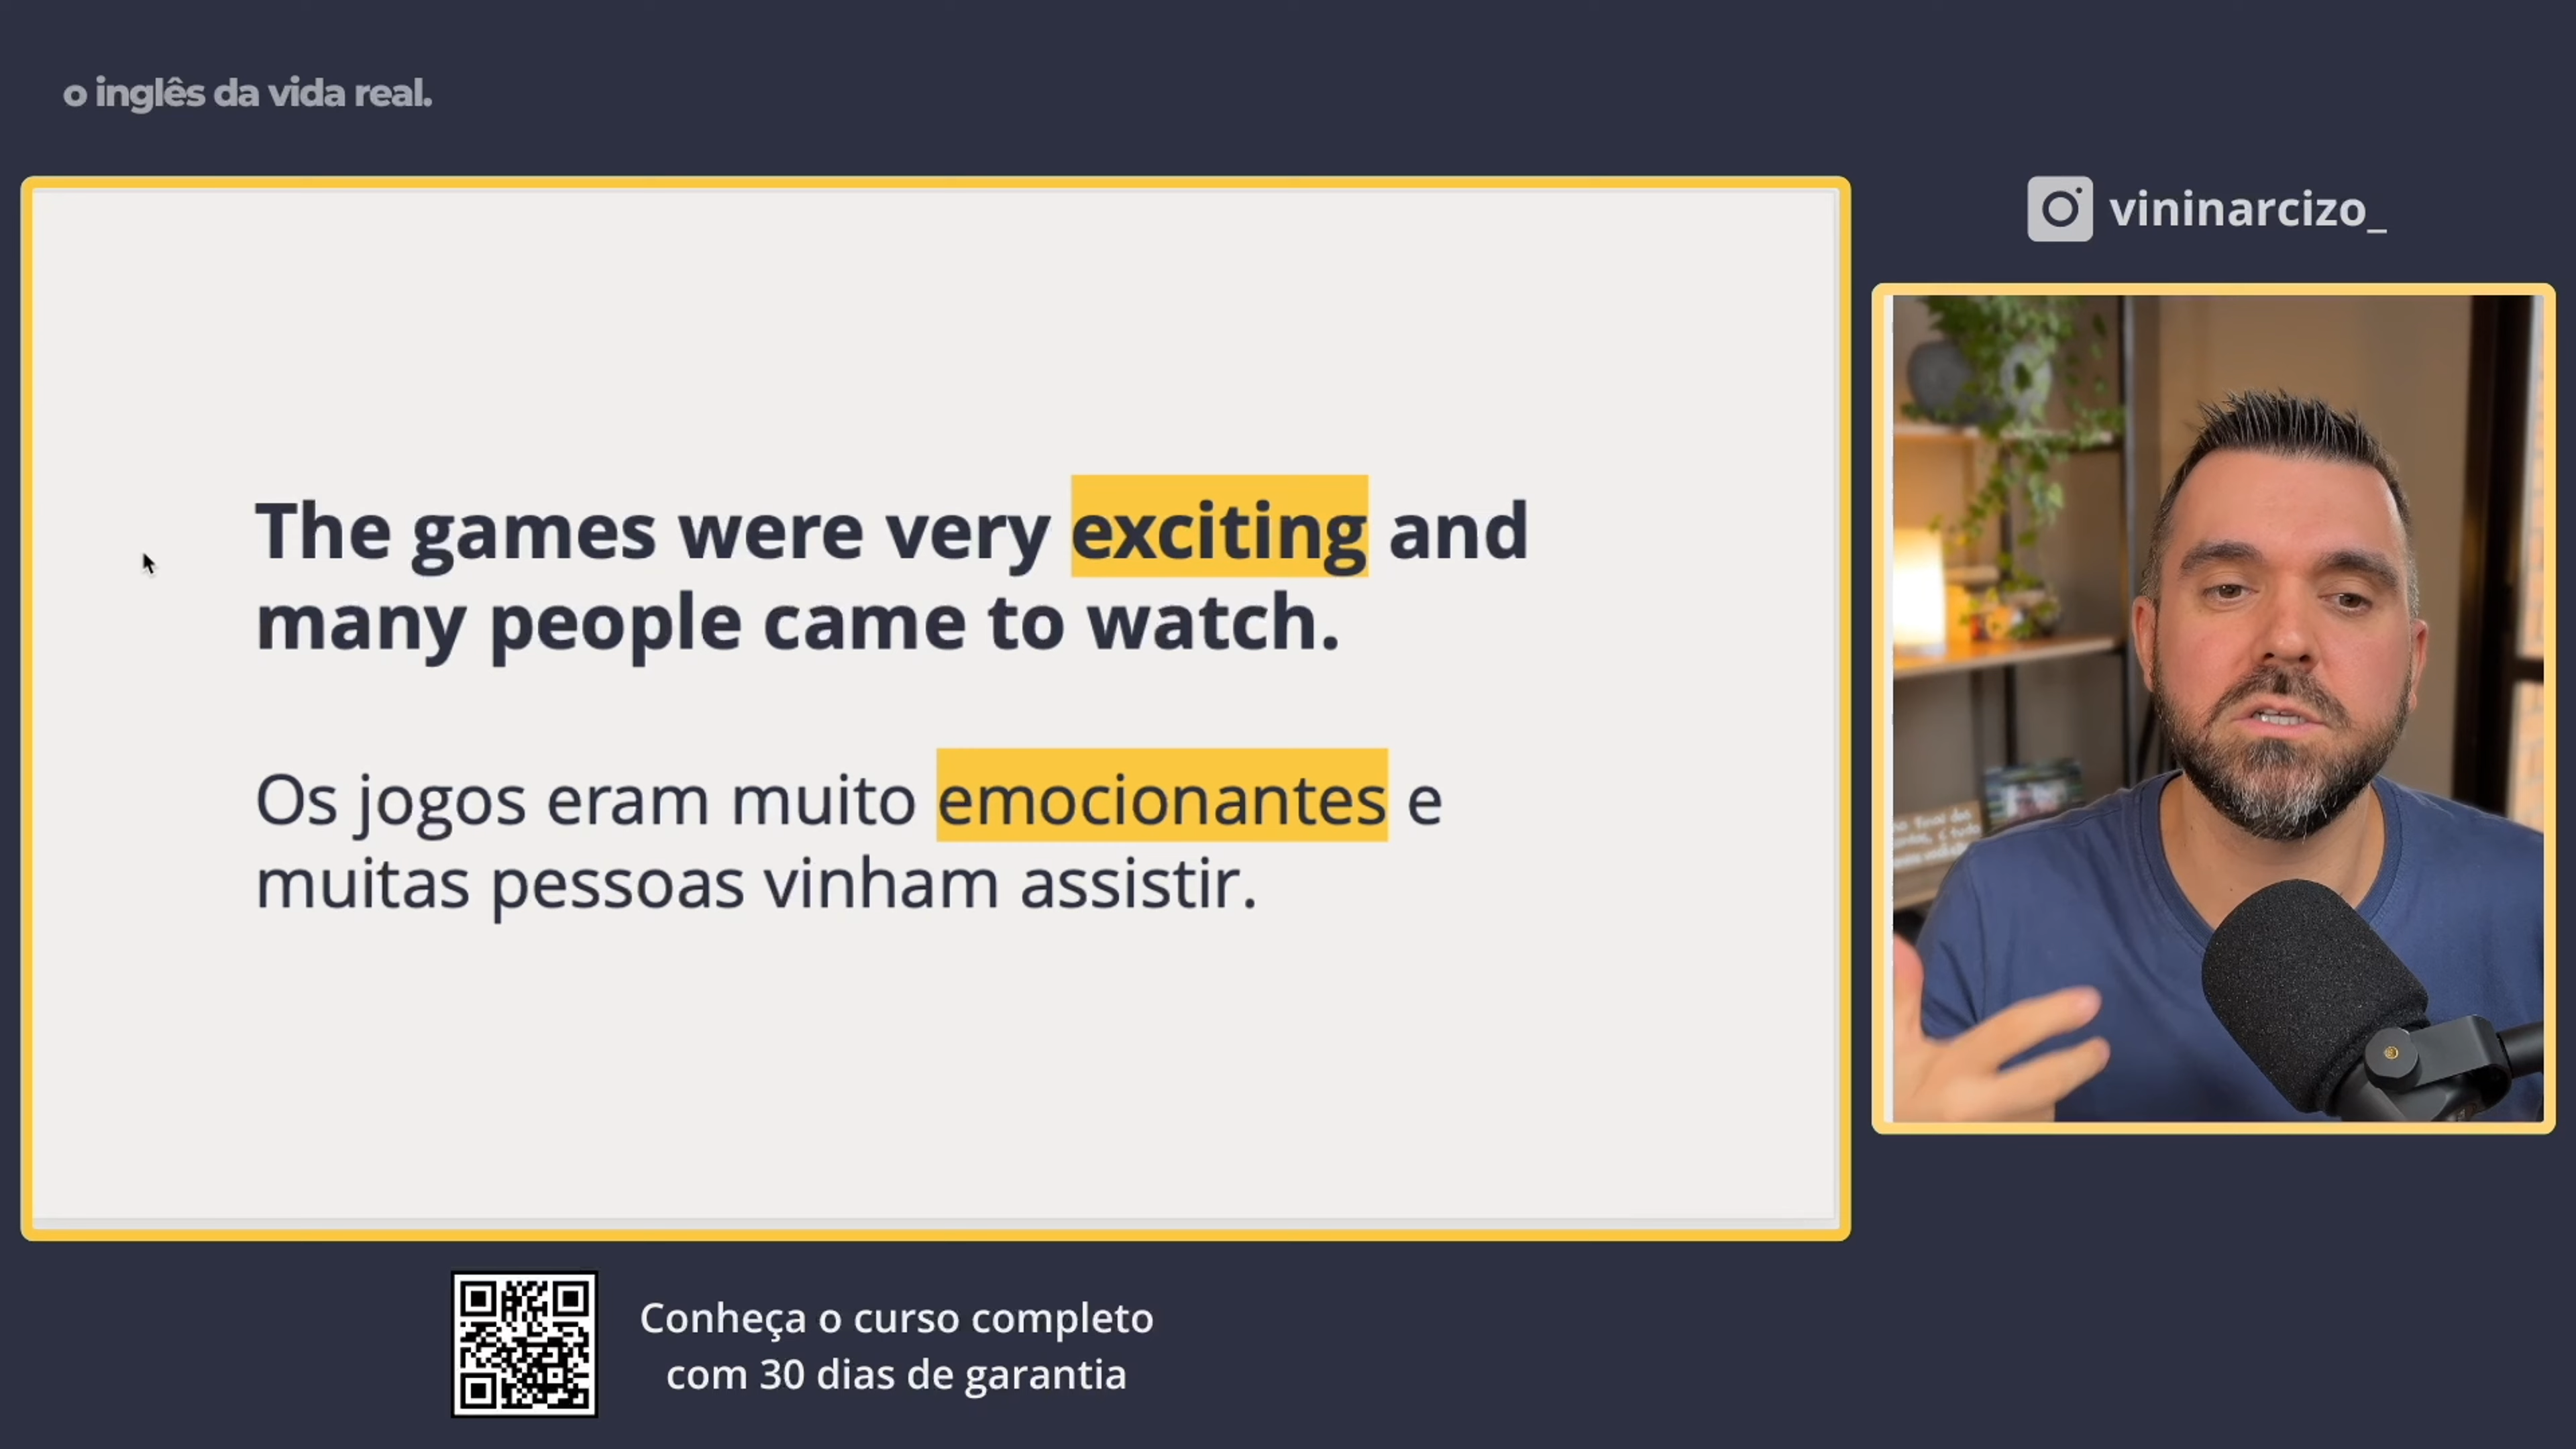 o inglês da vida real.
vininarcizo_
The games were very exciting and
many people came to watch.
Os jogos eram muito emocionantes e
muitas pessoas vinham assistir.
Conheça o curso completo
com 30 dias de garantia